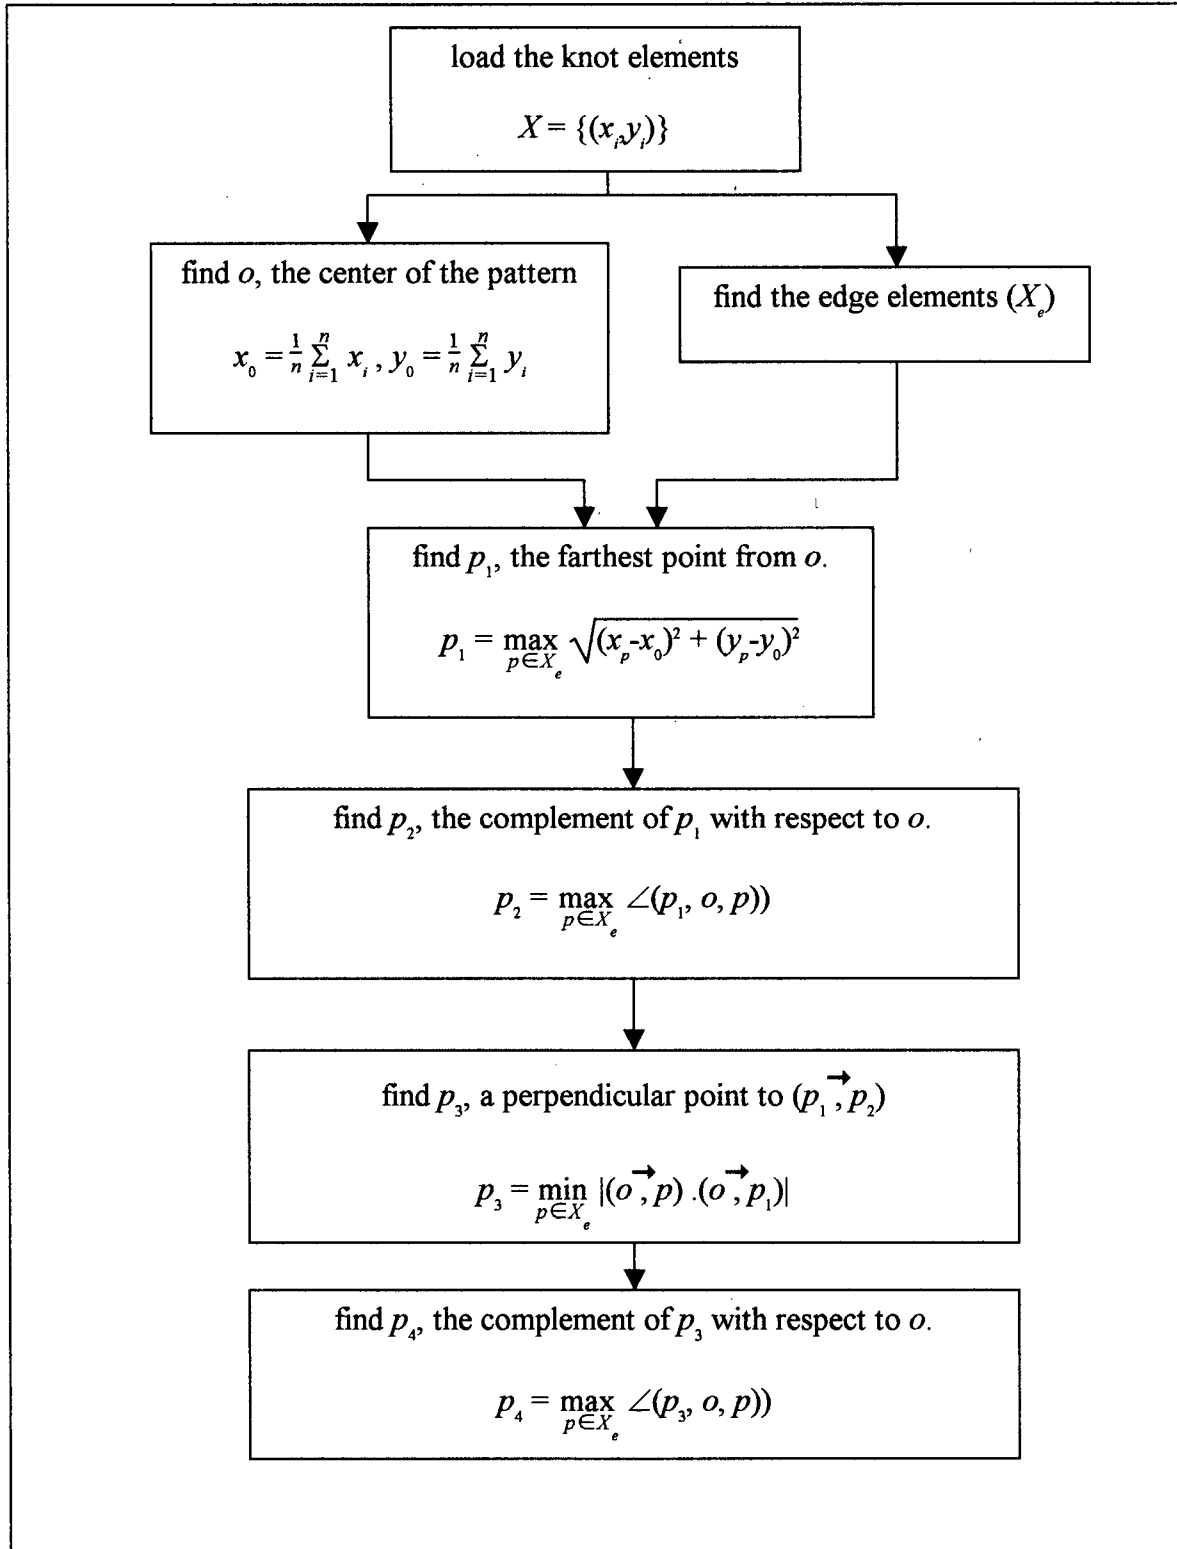 load the knot elements
X = {(x_i,y_i)}
find o, the center of the pattern
x_0 = 1/n Σ_{i=1}^{n} x_i , y_0 = 1/n Σ_{i=1}^{n} y_i
find the edge elements (X_e)
find p_1, the farthest point from o.
p_1 = max_{p∈X_e} √((x_p-x_0)² + (y_p-y_0)²)
find p_2, the complement of p_1 with respect to o.
p_2 = max_{p∈X_e} ∠(p_1, o, p))
find p_3, a perpendicular point to (p_1→, p_2)
p_3 = min_{p∈X_e} |(o→, p) .(o→, p_1)|
find p_4, the complement of p_3 with respect to o.
p_4 = max_{p∈X_e} ∠(p_3, o, p))